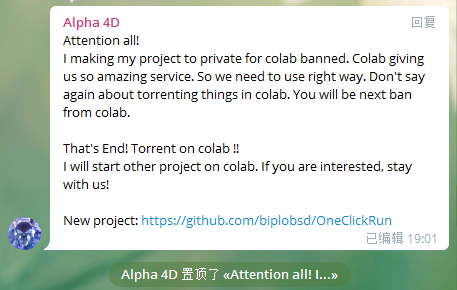 Alpha 4D 回复
Attention all!
I making my project to private for colab banned. Colab giving
us so amazing service. So we need to use right way. Don't say
again about torrenting things in colab. You will be next ban
from colab.
That's End! Torrent on colab !!
I will start other project on colab. If you are interested, stay
with us!
New project: https://github.com/biplobsd/OneClickRun
已编辑 19:01
Alpha 4D 置顶了 «Attention all! I...»